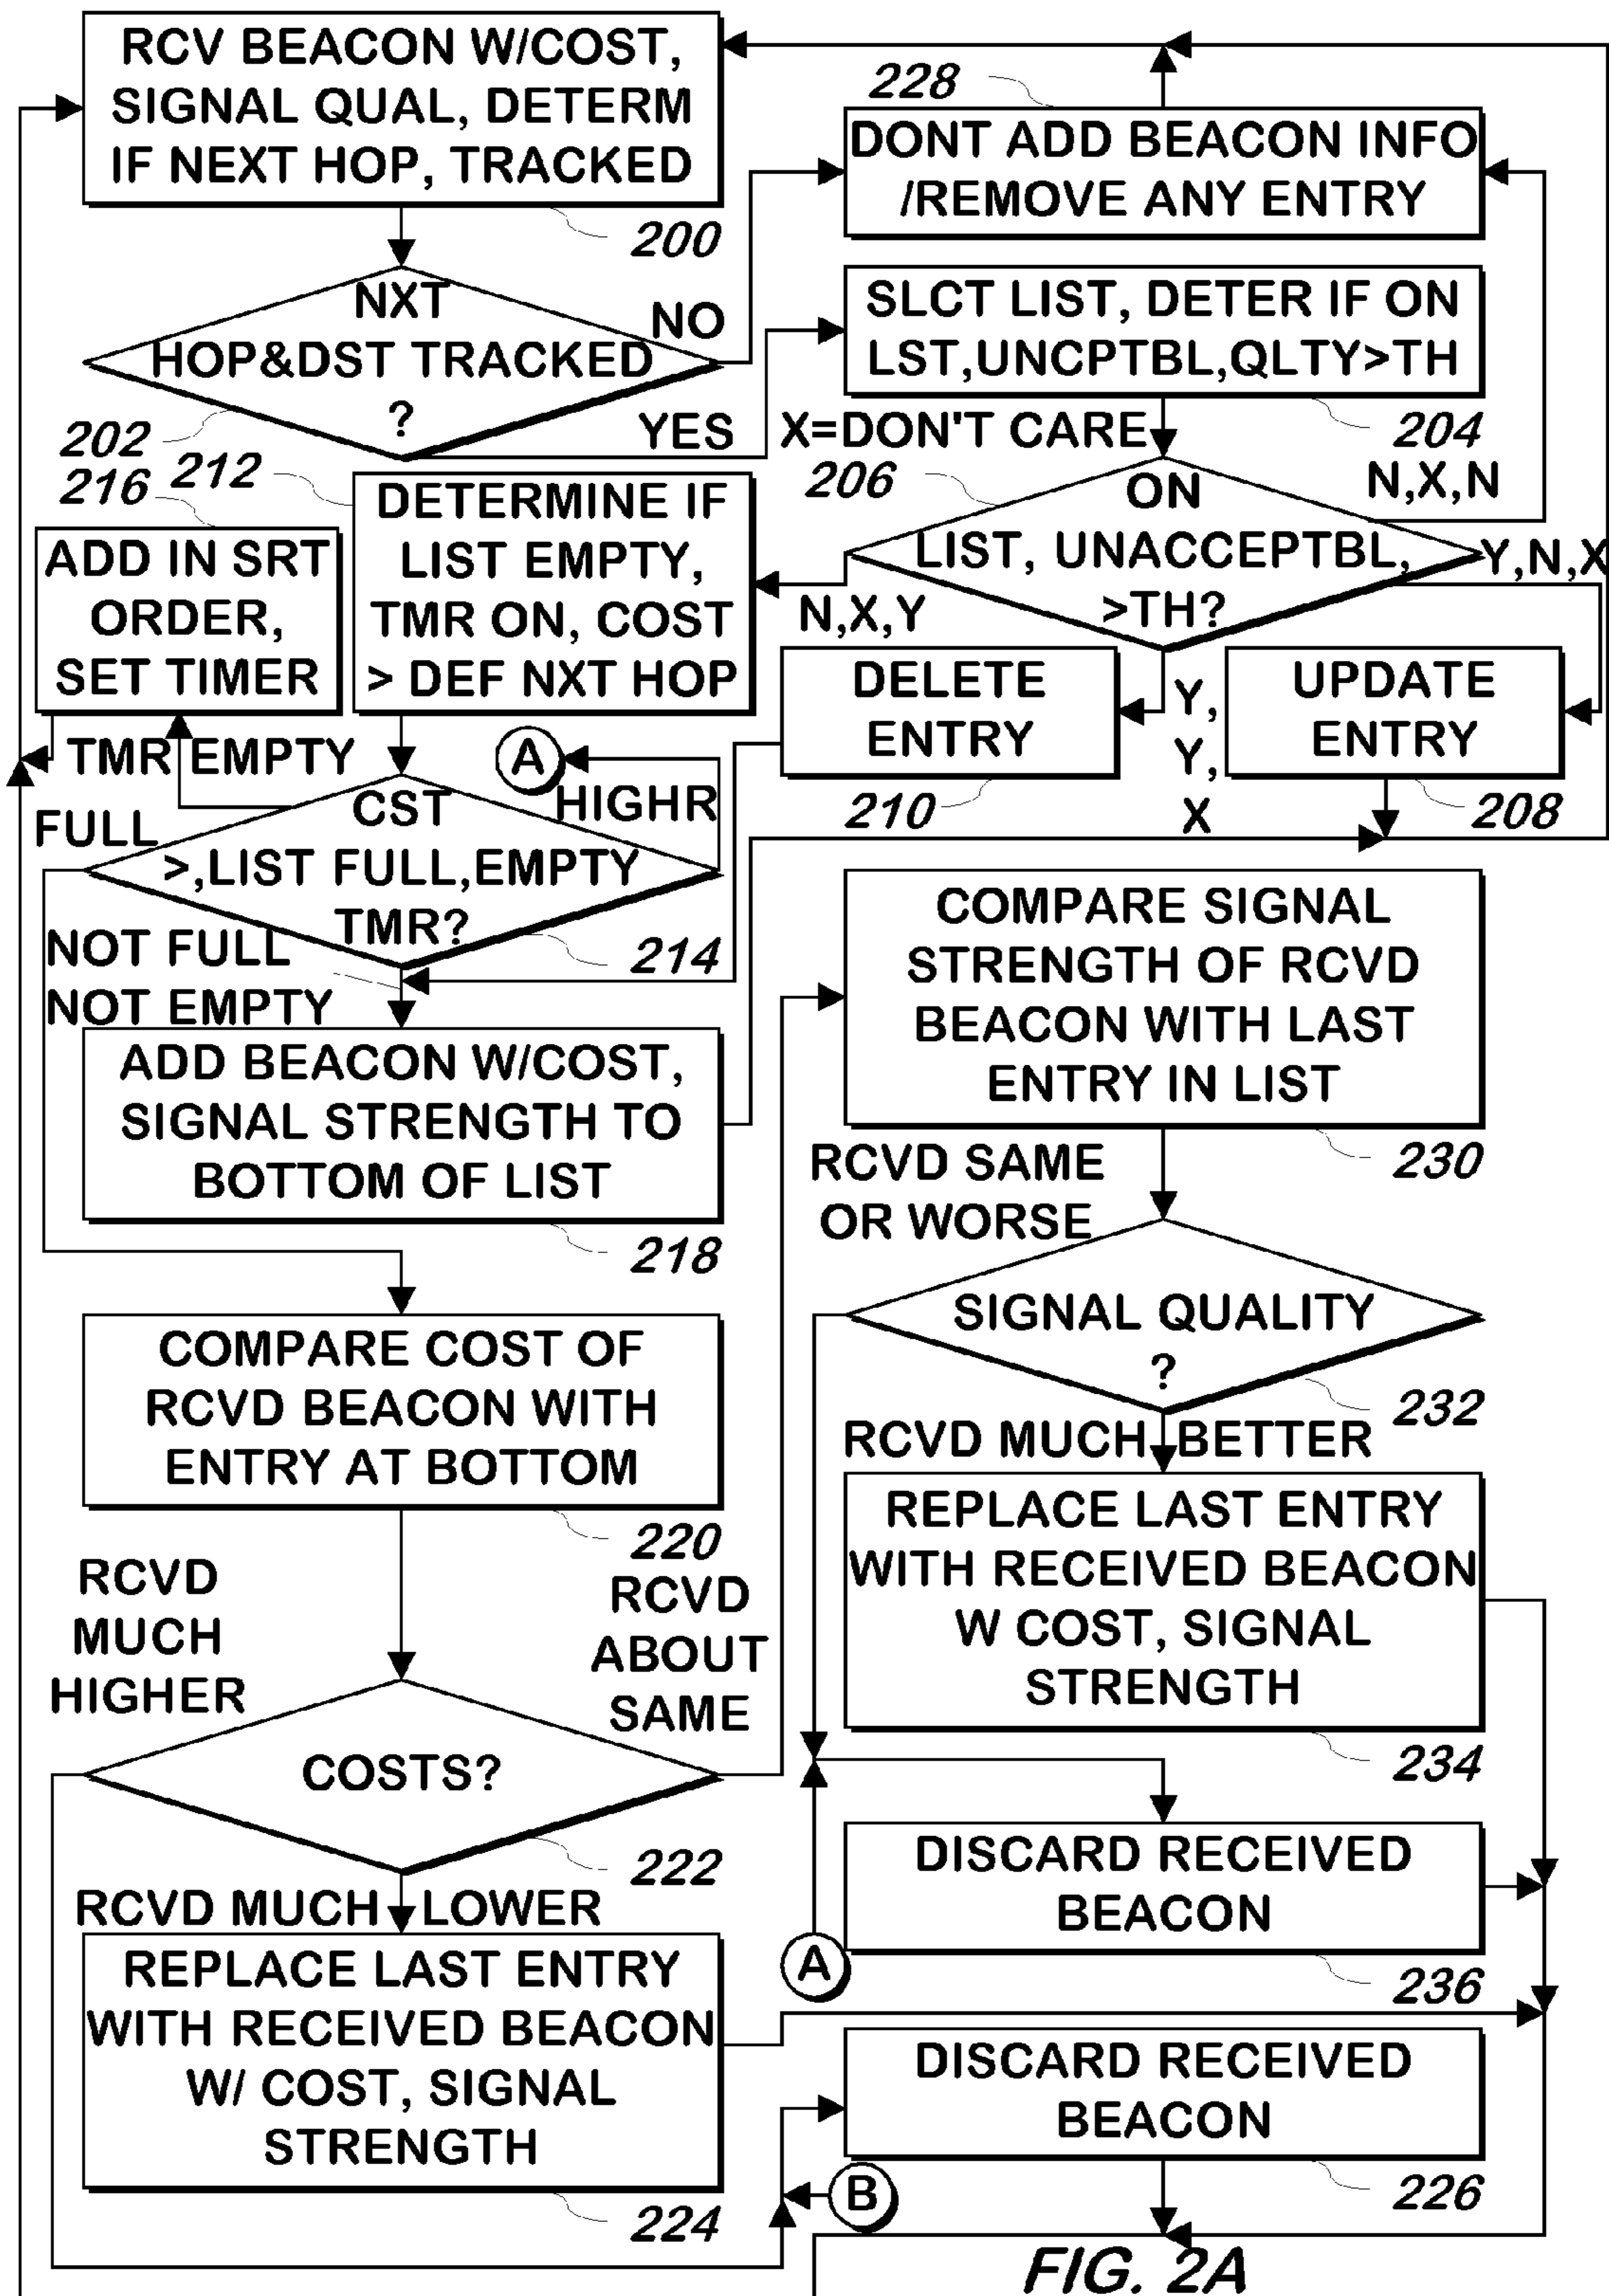 RCV BEACON W/COST,
SIGNAL QUAL, DETERM
IF NEXT HOP, TRACKED
200
228
DONT ADD BEACON INFO
/REMOVE ANY ENTRY
NXT
HOP&DST TRACKED
?
NO
YES
202
SLCT LIST, DETER IF ON
LST,UNCPTBL,QLTY>TH
204
X=DON'T CARE
206
ON
LIST, UNACCEPTBL,
>TH?
N,X,N
Y,N,X
N,X,Y
Y,
Y,
X
212
DETERMINE IF
LIST EMPTY,
TMR ON, COST
> DEF NXT HOP
216
ADD IN SRT
ORDER,
SET TIMER
DELETE
ENTRY
210
UPDATE
ENTRY
208
TMR EMPTY
A
HIGHR
FULL
CST
>,LIST FULL,EMPTY
TMR?
214
NOT FULL
NOT EMPTY
ADD BEACON W/COST,
SIGNAL STRENGTH TO
BOTTOM OF LIST
218
COMPARE SIGNAL
STRENGTH OF RCVD
BEACON WITH LAST
ENTRY IN LIST
230
RCVD SAME
OR WORSE
SIGNAL QUALITY
?
232
RCVD MUCH BETTER
COMPARE COST OF
RCVD BEACON WITH
ENTRY AT BOTTOM
220
RCVD
MUCH
HIGHER
RCVD
ABOUT
SAME
REPLACE LAST ENTRY
WITH RECEIVED BEACON
W COST, SIGNAL
STRENGTH
234
COSTS?
222
RCVD MUCH LOWER
DISCARD RECEIVED
BEACON
236
A
REPLACE LAST ENTRY
WITH RECEIVED BEACON
W/ COST, SIGNAL
STRENGTH
224
DISCARD RECEIVED
BEACON
226
B
FIG. 2A